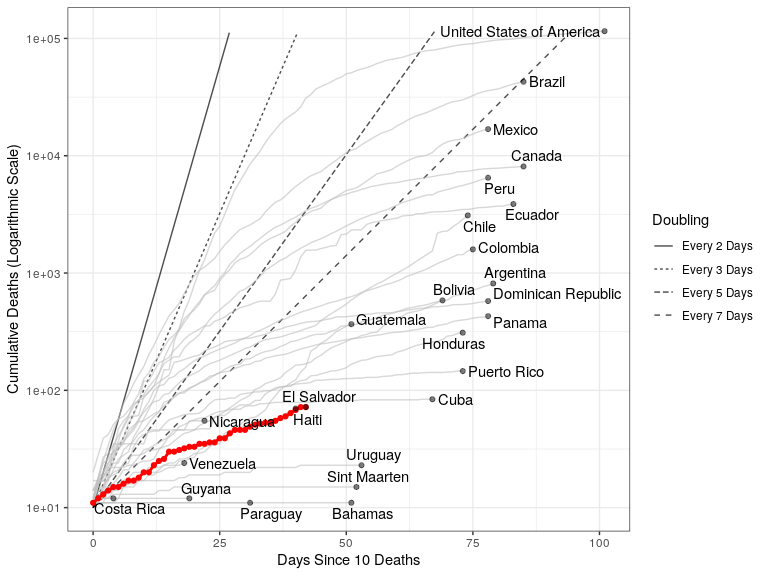 Cumulative Deaths (Logarithmic Scale)
1e+05
1e+04
1e+03
1e+02
1e+01
United States of America
Brazil
Mexico
Canada
Peru
Ecuador
Chile
Colombia
Argentina
Bolivia
Dominican Republic
Guatemala
Panama
Honduras
Puerto Rico
El Salvador
Cuba
Nicaragua
Haiti
Uruguay
Venezuela
Sint Maarten
Guyana
Costa Rica
Paraguay
Bahamas
0
25
50
75
100
Days Since 10 Deaths
Doubling
Every 2 Days
Every 3 Days
Every 5 Days
Every 7 Days